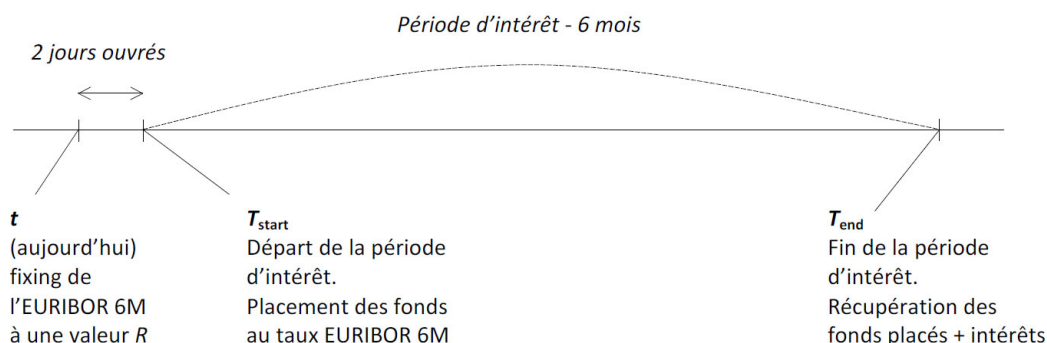 Période d’intérêt - 6 mois
2 jours ouvrés
t
(aujourd’hui)
fixing de
l’EURIBOR 6M
à une valeur R
Tstart
Départ de la période
d’intérêt.
Placement des fonds
au taux EURIBOR 6M
Tend
Fin de la période
d’intérêt.
Récupération des
fonds placés + intérêts